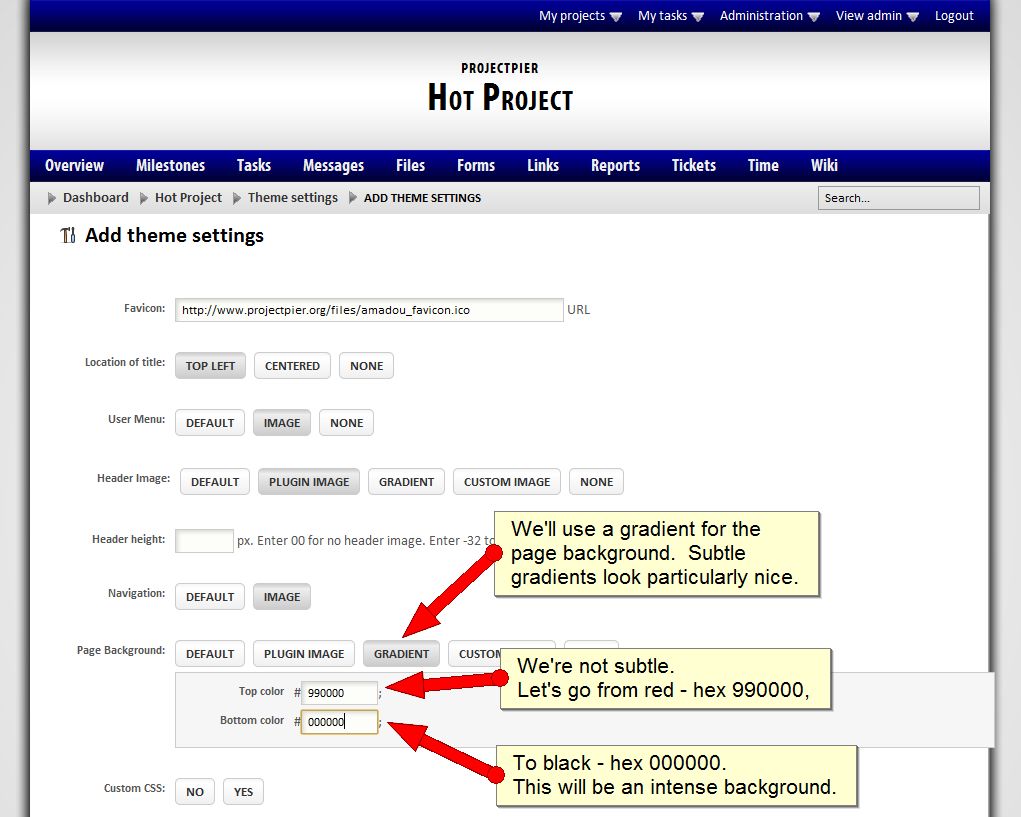 My projects My tasks Administration View admin Logout
PROJECTPIER
HOT PROJECT
Overview Milestones Tasks Messages Files Forms Links Reports Tickets Time Wiki
Dashboard Hot Project Theme settings ADD THEME SETTINGS Search...
Add theme settings
Favicon: http://www.projectpier.org/files/amadou_favicon.ico URL
Location of title: TOP LEFT CENTERED NONE
User Menu: DEFAULT IMAGE NONE
Header Image: DEFAULT PLUGIN IMAGE GRADIENT CUSTOM IMAGE NONE
Header height: px. Enter 00 for no header image. Enter -32 to
We'll use a gradient for the
page background. Subtle
gradients look particularly nice.
Navigation: DEFAULT IMAGE
Page Background: DEFAULT PLUGIN IMAGE GRADIENT
We're not subtle.
Let's go from red - hex 990000,
Top color # 990000 ;
Bottom color # 000000 ;
To black - hex 000000.
This will be an intense background.
Custom CSS: NO YES